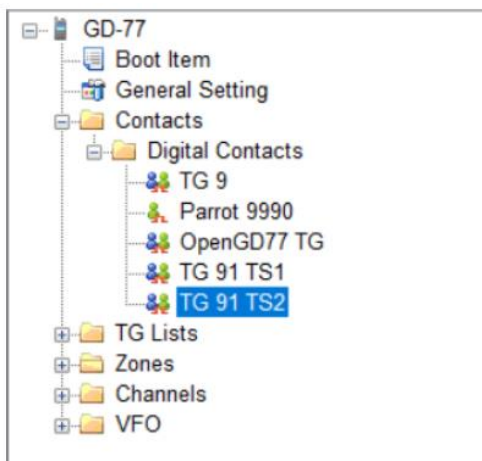 GD-77
Boot Item
General Setting
Contacts
Digital Contacts
TG 9
Parrot 9990
OpenGD77 TG
TG 91 TS1
TG 91 TS2
TG Lists
Zones
Channels
VFO